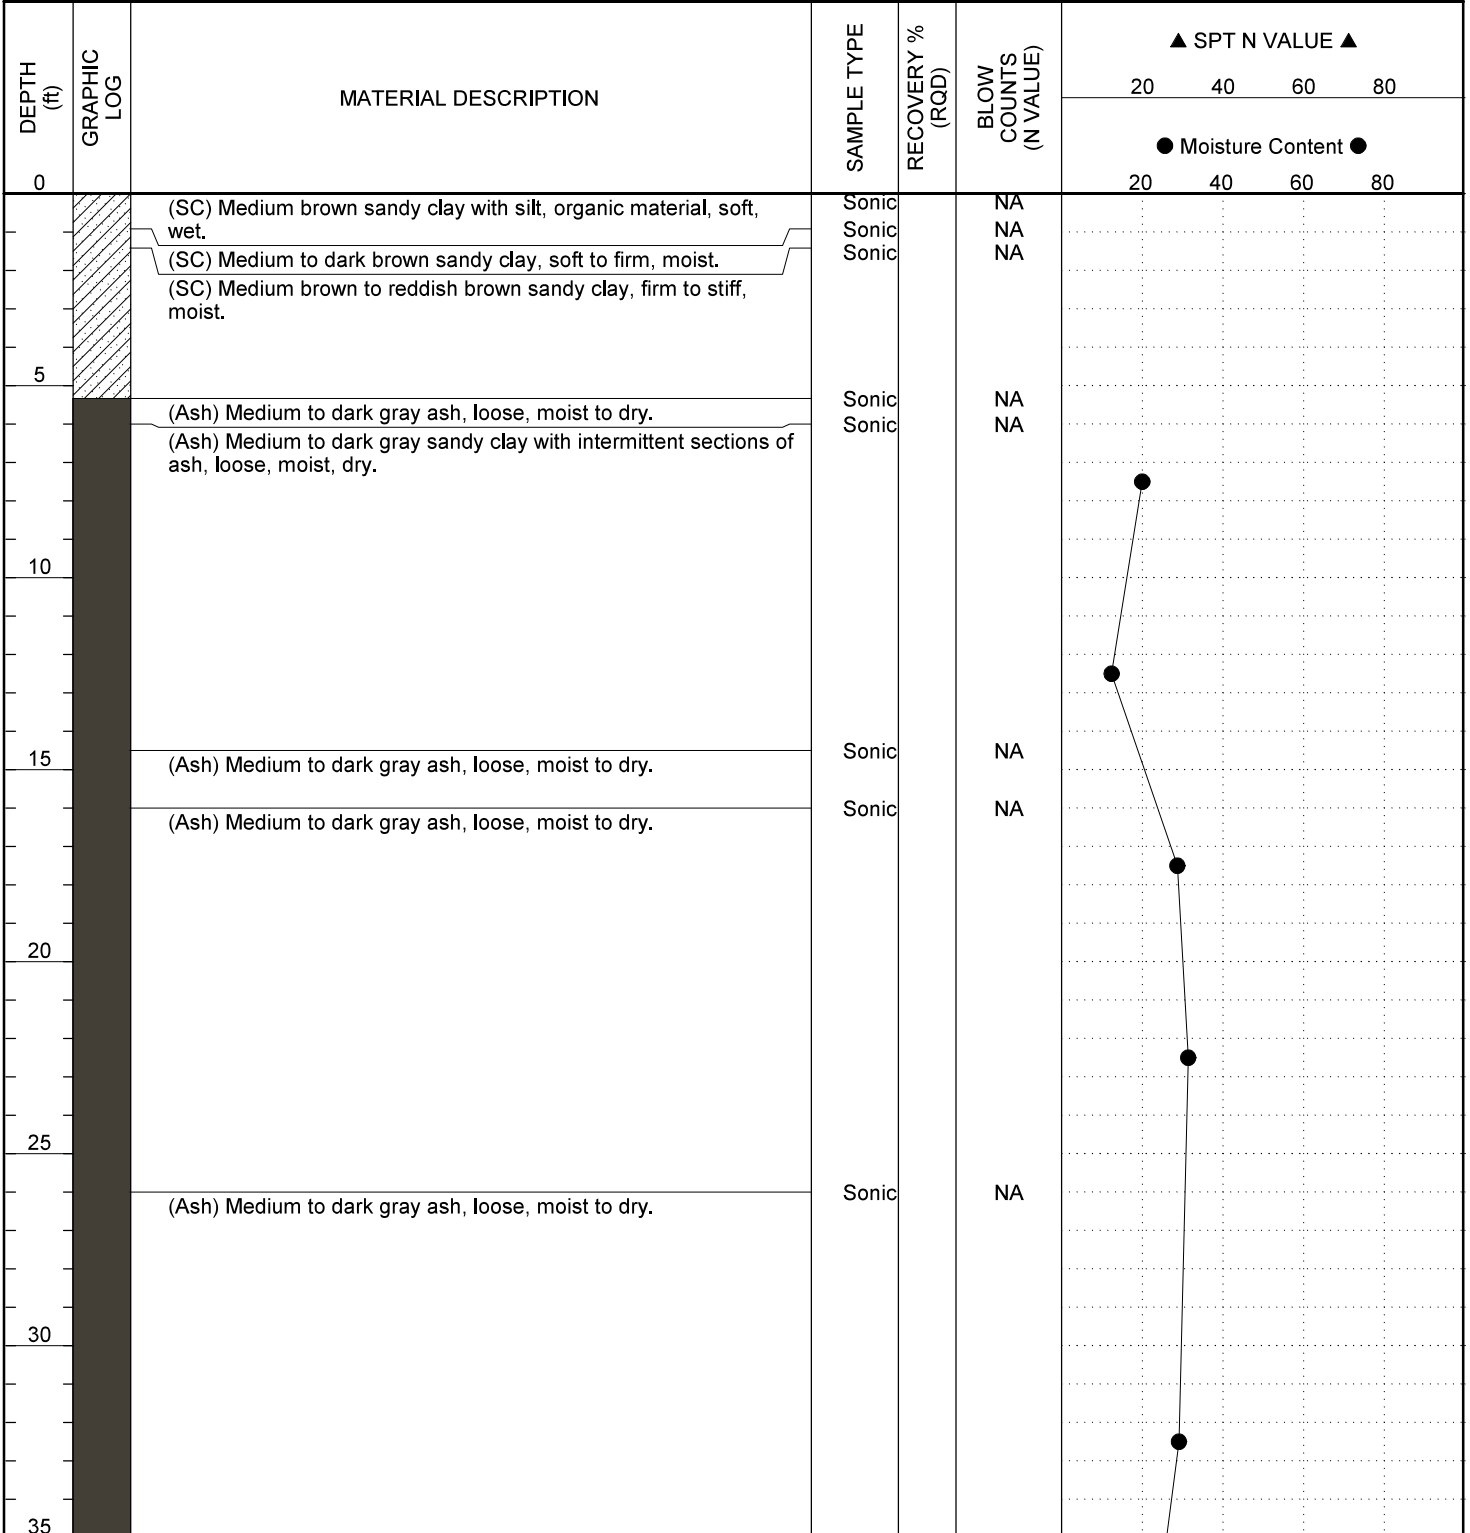 DEPTH
(ft)
GRAPHIC
LOG
MATERIAL DESCRIPTION
SAMPLE TYPE
RECOVERY %
(RQD)
BLOW
COUNTS
(N VALUE)
▲ SPT N VALUE ▲
20 40 60 80
● Moisture Content ●
20 40 60 80
0
(SC) Medium brown sandy clay with silt, organic material, soft,
wet.
Sonic NA
Sonic NA
(SC) Medium to dark brown sandy clay, soft to firm, moist.
Sonic NA
(SC) Medium brown to reddish brown sandy clay, firm to stiff,
moist.
5
(Ash) Medium to dark gray ash, loose, moist to dry.
Sonic NA
(Ash) Medium to dark gray sandy clay with intermittent sections of
ash, loose, moist, dry.
Sonic NA
10
15
(Ash) Medium to dark gray ash, loose, moist to dry.
Sonic NA
(Ash) Medium to dark gray ash, loose, moist to dry.
Sonic NA
20
25
(Ash) Medium to dark gray ash, loose, moist to dry.
Sonic NA
30
35